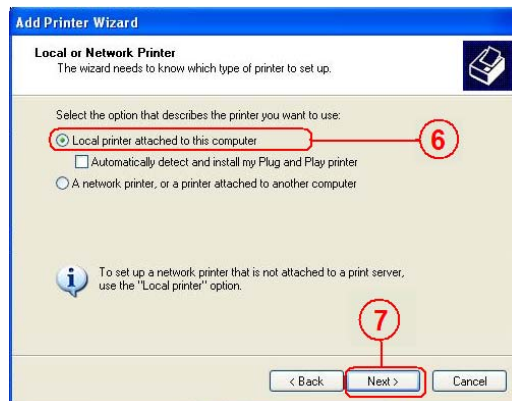 Add Printer Wizard
Local or Network Printer
The wizard needs to know which type of printer to set up.
Select the option that describes the printer you want to use:
Local printer attached to this computer
6
Automatically detect and install my Plug and Play printer
A network printer, or a printer attached to another computer
To set up a network printer that is not attached to a print server,
use the "Local printer" option.
7
< Back Next > Cancel